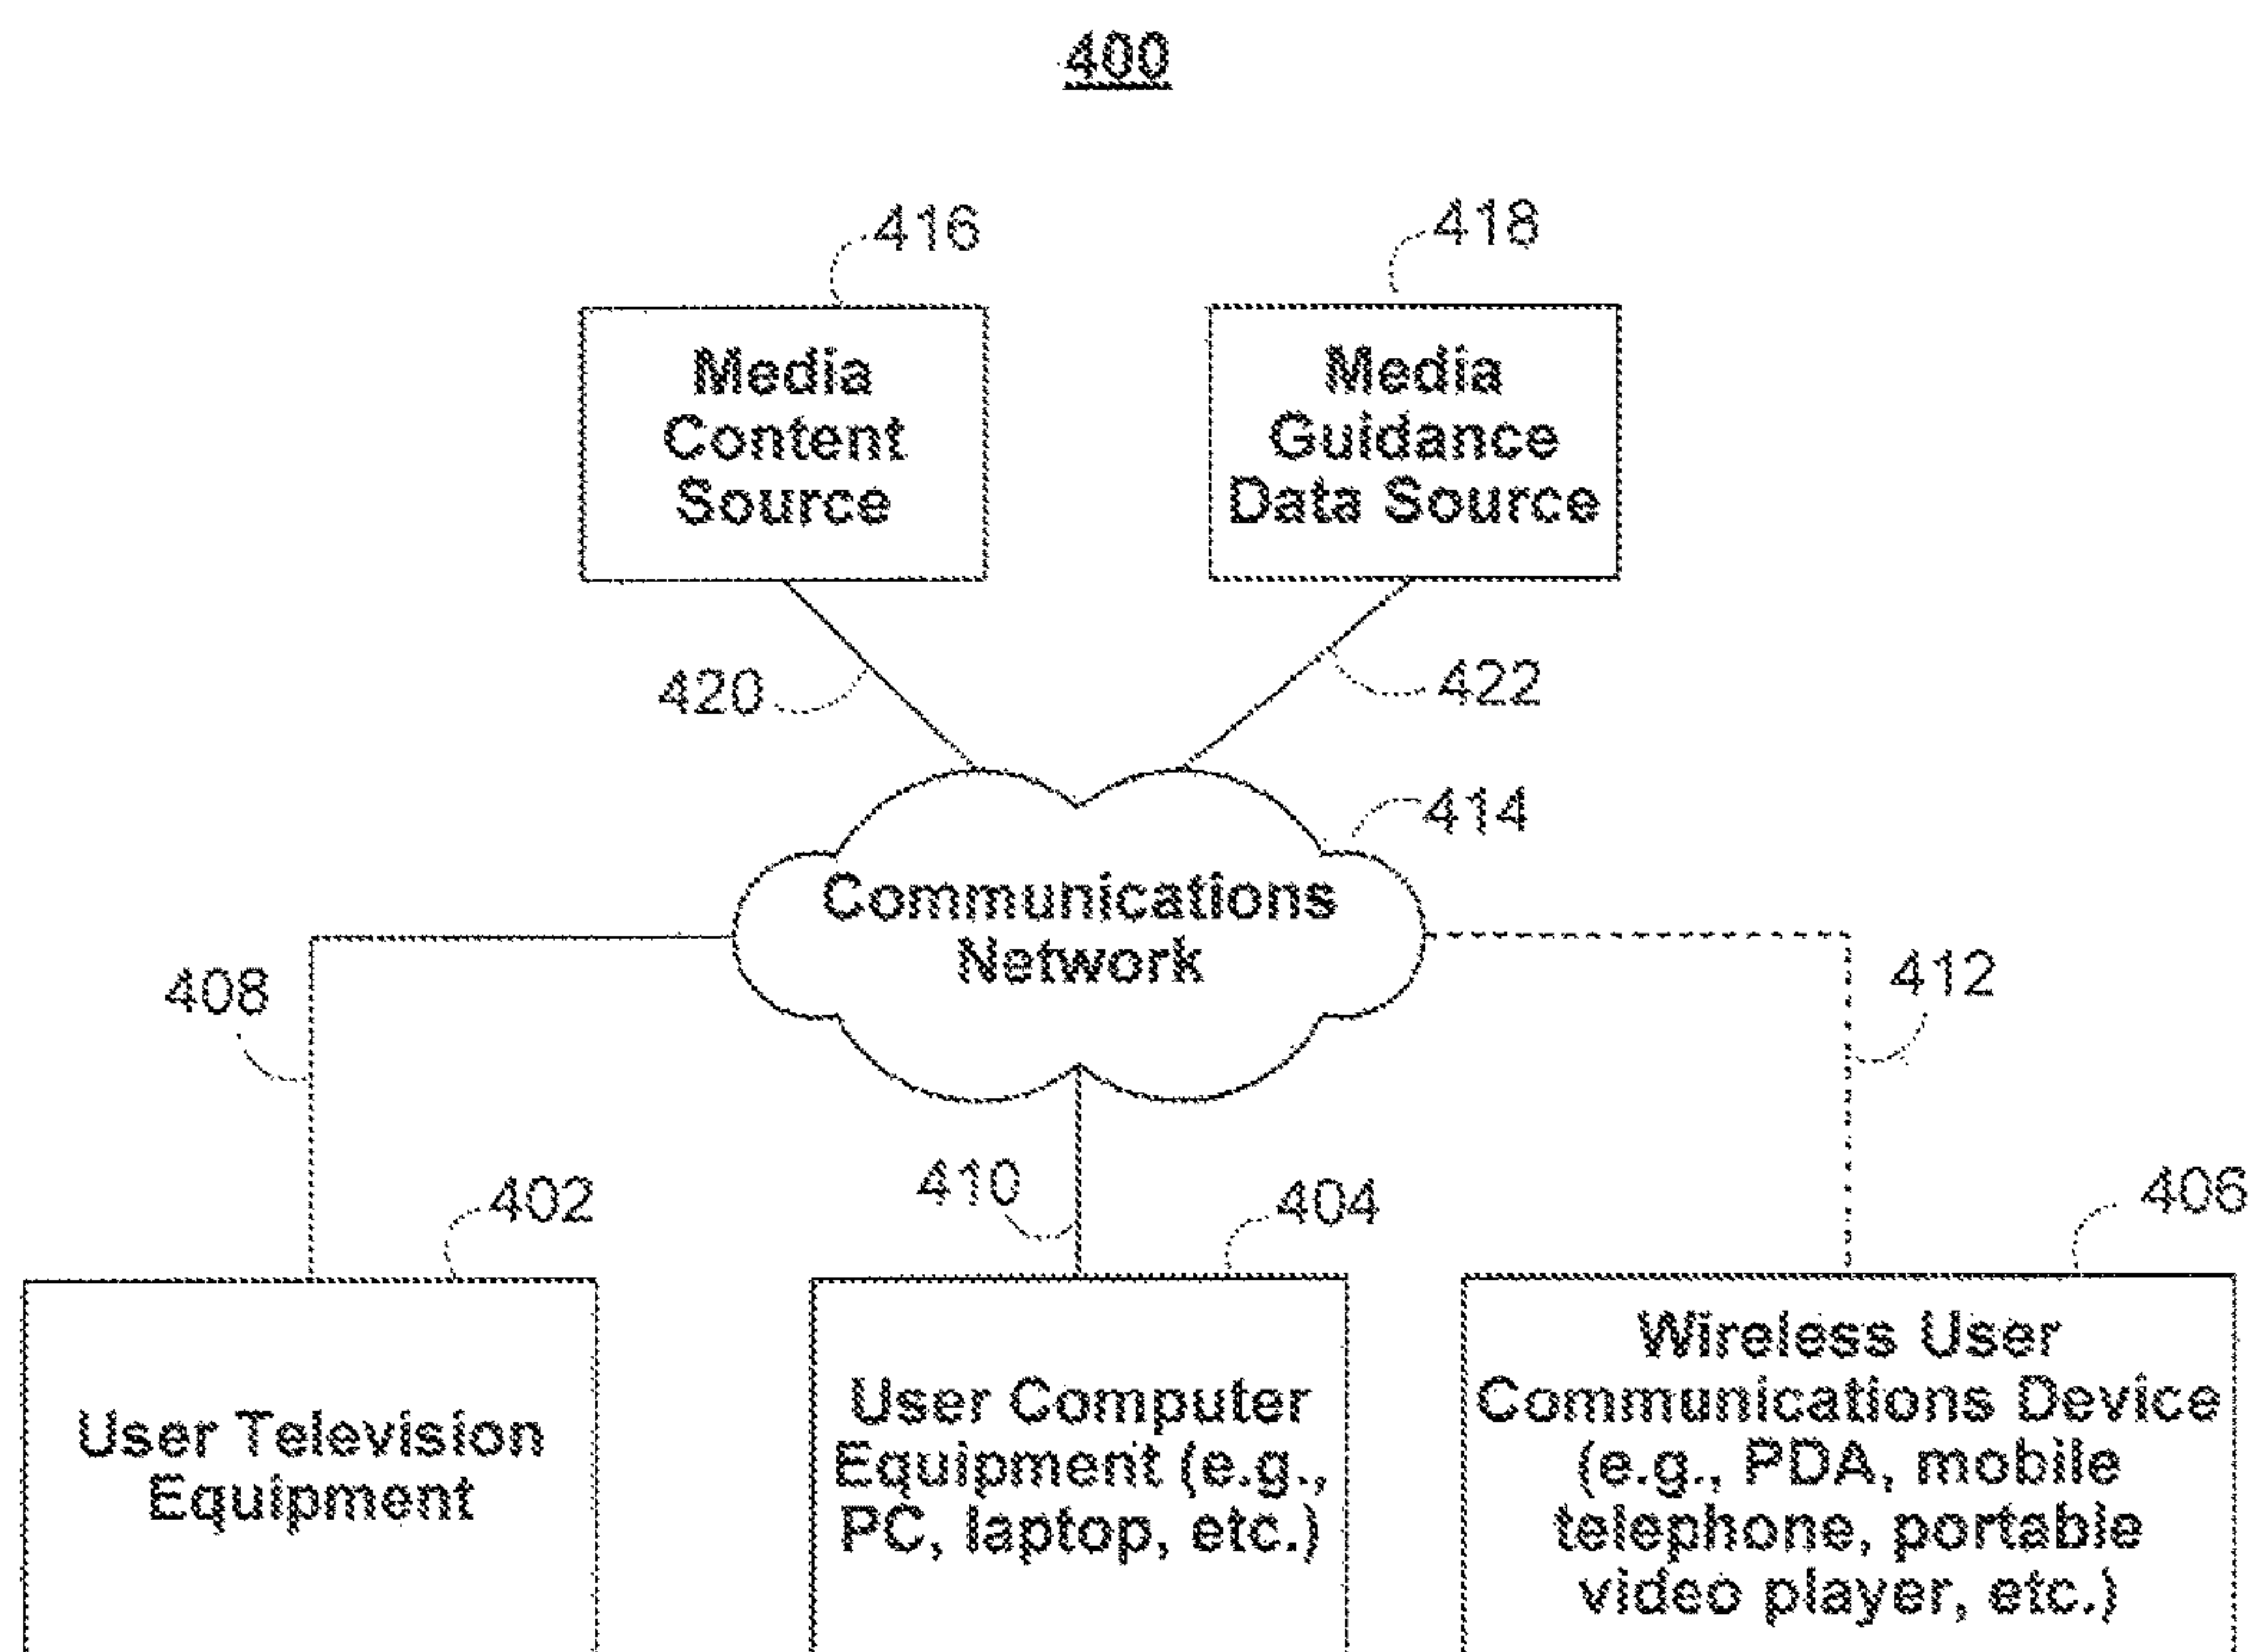 400
416
418
Media
Content
Source
Media
Guidance
Data Source
420
422
414
Communications
Network
408
412
402
410
404
406
User Television
Equipment
User Computer
Equipment (e.g.,
PC, laptop, etc.)
Wireless User
Communications Device
(e.g., PDA, mobile
telephone, portable
video player, etc.)